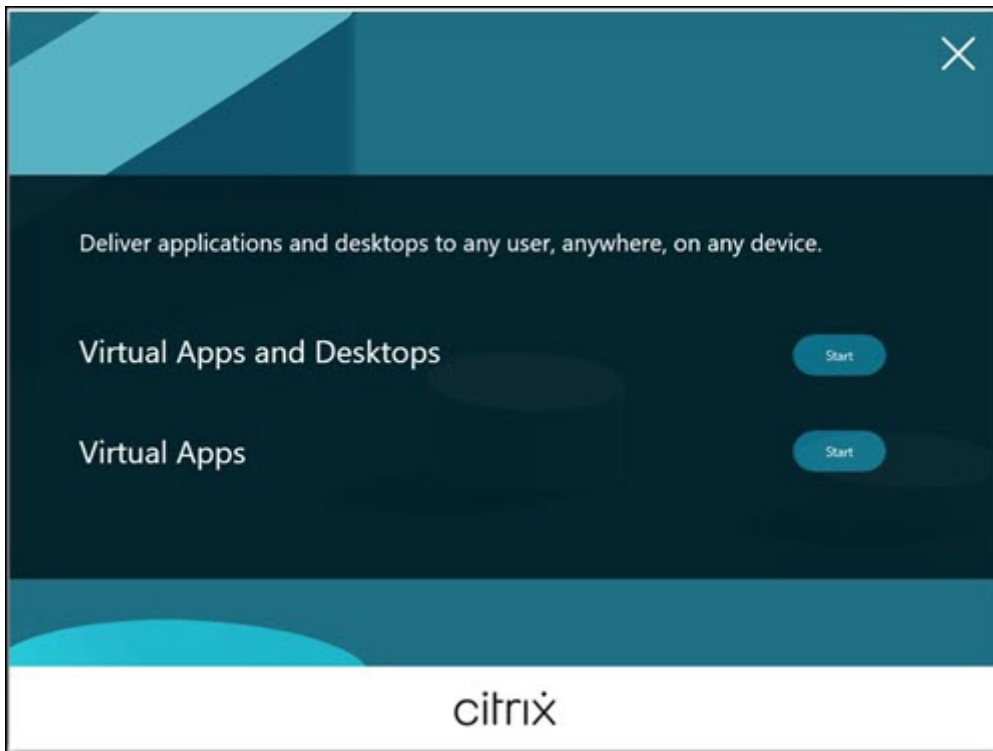 Deliver applications and desktops to any user, anywhere, on any device.
Virtual Apps and Desktops
Start
Virtual Apps
Start
citrix